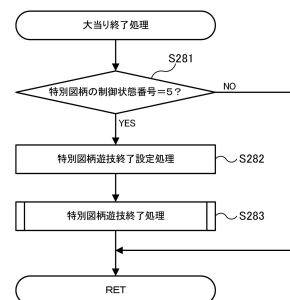 大当り終了処理
S281
特別図柄の制御状態番号=5?
NO
YES
特別図柄遊技終了設定処理
S282
特別図柄遊技終了処理
S283
RET